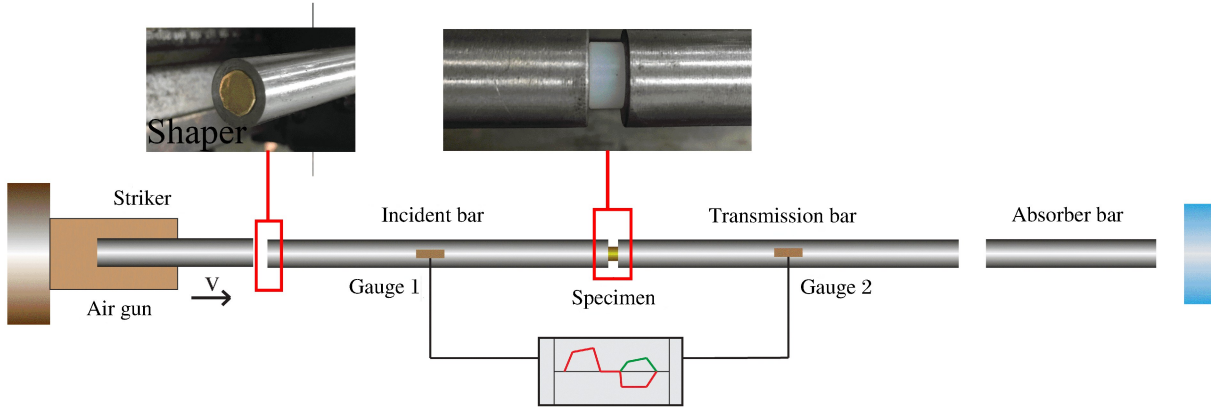 Shaper
Striker
Incident bar
Transmission bar
Absorber bar
V
Gauge 1
Specimen
Gauge 2
Air gun